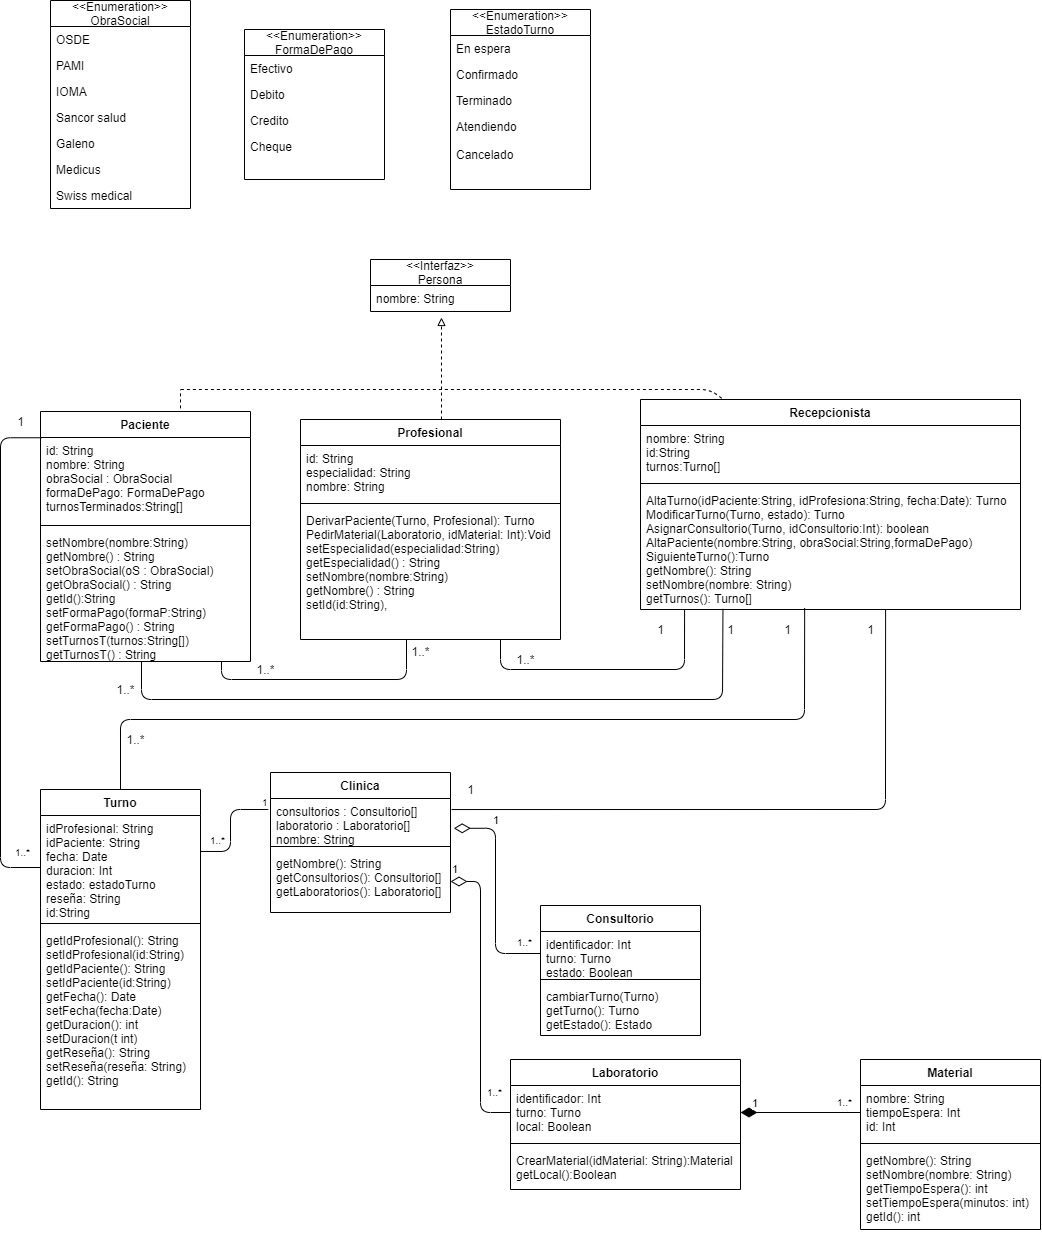 <<Enumeration>>
ObraSocial
OSDE
PAMI
IOMA
Sancor salud
Galeno
Medicus
Swiss medical
<<Enumeration>>
FormaDePago
Efectivo
Debito
Credito
Cheque
<<Enumeration>>
EstadoTurno
En espera
Confirmado
Terminado
Atendiendo
Cancelado
<<Interfaz>>
Persona
nombre: String
1
Paciente
id: String
nombre: String
obraSocial : ObraSocial
formaDePago: FormaDePago
turnosTerminados:String[]
setNombre(nombre:String)
getNombre() : String
setObraSocial(oS : ObraSocial)
getObraSocial() : String
getId():String
setFormaPago(formaP:String)
getFormaPago() : String
setTurnosT(turnos:String[])
getTurnosT() : String
Profesional
id: String
especialidad: String
nombre: String
DerivarPaciente(Turno, Profesional): Turno
PedirMaterial(Laboratorio, idMaterial: Int):Void
setEspecialidad(especialidad:String)
getEspecialidad() : String
setNombre(nombre:String)
getNombre() : String
setId(id:String),
Recepcionista
nombre: String
id:String
turnos:Turno[]
AltaTurno(idPaciente:String, idProfesiona:String, fecha:Date): Turno
ModificarTurno(Turno, estado): Turno
AsignarConsultorio(Turno, idConsultorio:Int): boolean
AltaPaciente(nombre:String, obraSocial:String,formaDePago)
SiguienteTurno():Turno
getNombre(): String
setNombre(nombre: String)
getTurnos(): Turno[]
1
1
1
1
1..*
1..*
1..*
1..*
1..*
Turno
idProfesional: String
idPaciente: String
fecha: Date
duracion: Int
estado: estadoTurno
reseña: String
id:String
getIdProfesional(): String
setIdProfesional(id:String)
getIdPaciente(): String
setIdPaciente(id:String)
getFecha(): Date
setFecha(fecha:Date)
getDuracion(): int
setDuracion(t int)
getReseña(): String
setReseña(reseña: String)
getId(): String
1..*
1..*
1
Clinica
consultorios : Consultorio[]
laboratorio : Laboratorio[]
nombre: String
getNombre(): String
getConsultorios(): Consultorio[]
getLaboratorios(): Laboratorio[]
1
1
1
1..*
Consultorio
identificador: Int
turno: Turno
estado: Boolean
cambiarTurno(Turno)
getTurno(): Turno
getEstado(): Estado
1..*
Laboratorio
identificador: Int
turno: Turno
local: Boolean
CrearMaterial(idMaterial: String):Material
getLocal():Boolean
1
1..*
Material
nombre: String
tiempoEspera: Int
id: Int
getNombre(): String
setNombre(nombre: String)
getTiempoEspera(): int
setTiempoEspera(minutos: int)
getId(): int